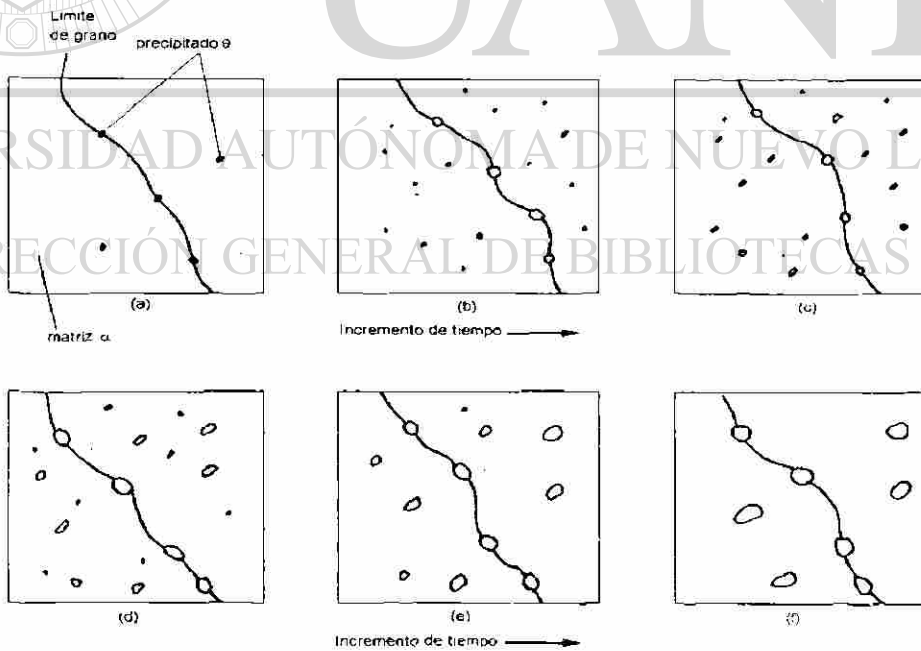 UANL
Límite
de grano
precipitado θ
RSIDAD AUTÓNOMA DE NUEVO L
(a)
(b)
(c)
RECCIÓN GENERAL DE BIBLIOTECAS
matriz α
Incremento de tiempo
(d)
(e)
(f)
Incremento de tiempo